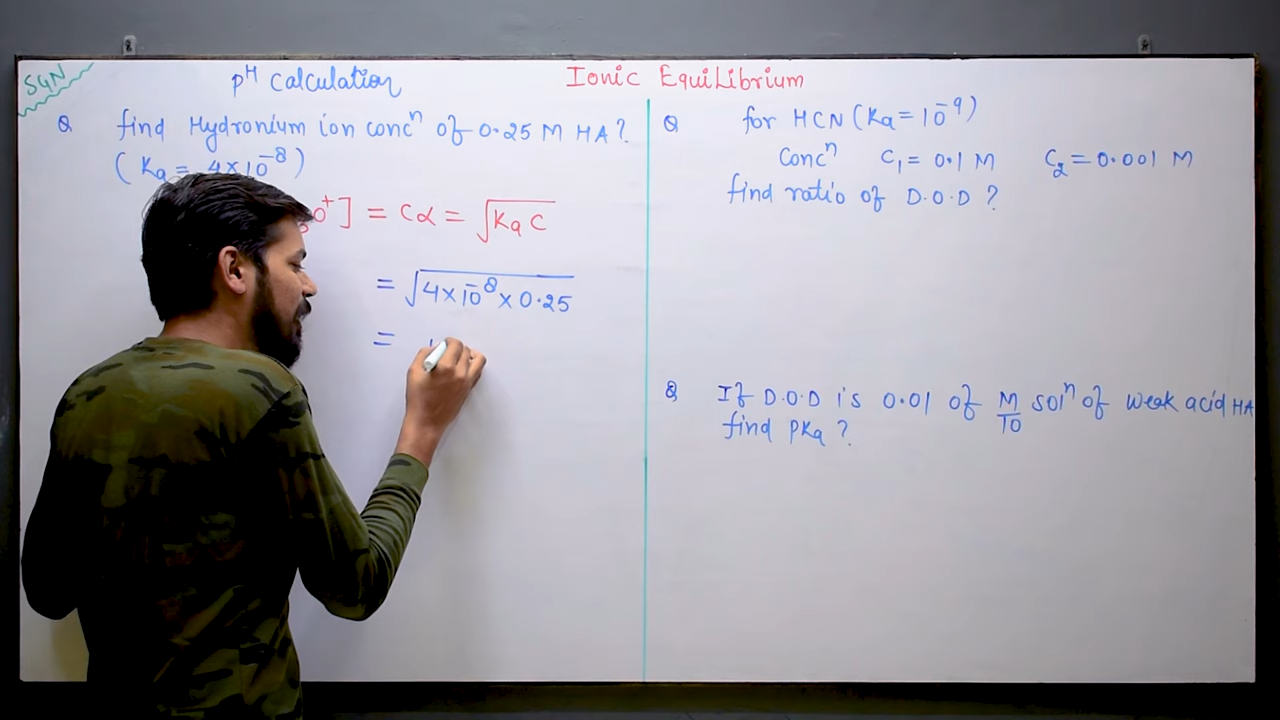 SGN
pH Calculation
Ionic Equilibrium
Q find Hydronium ion concⁿ of 0.25 M HA?
(Ka = 4×10⁻⁸)
O⁺] = Cα = √(Ka C)
= √(4×10⁻⁸×0.25)
=
Q for HCN (Ka = 10⁻⁹)
Concⁿ C₁ = 0.1 M C₂ = 0.001 M
find ratio of D.O.D ?
Q If D.O.D is 0.01 of M/10 solⁿ of weak acid HA
find PKa ?